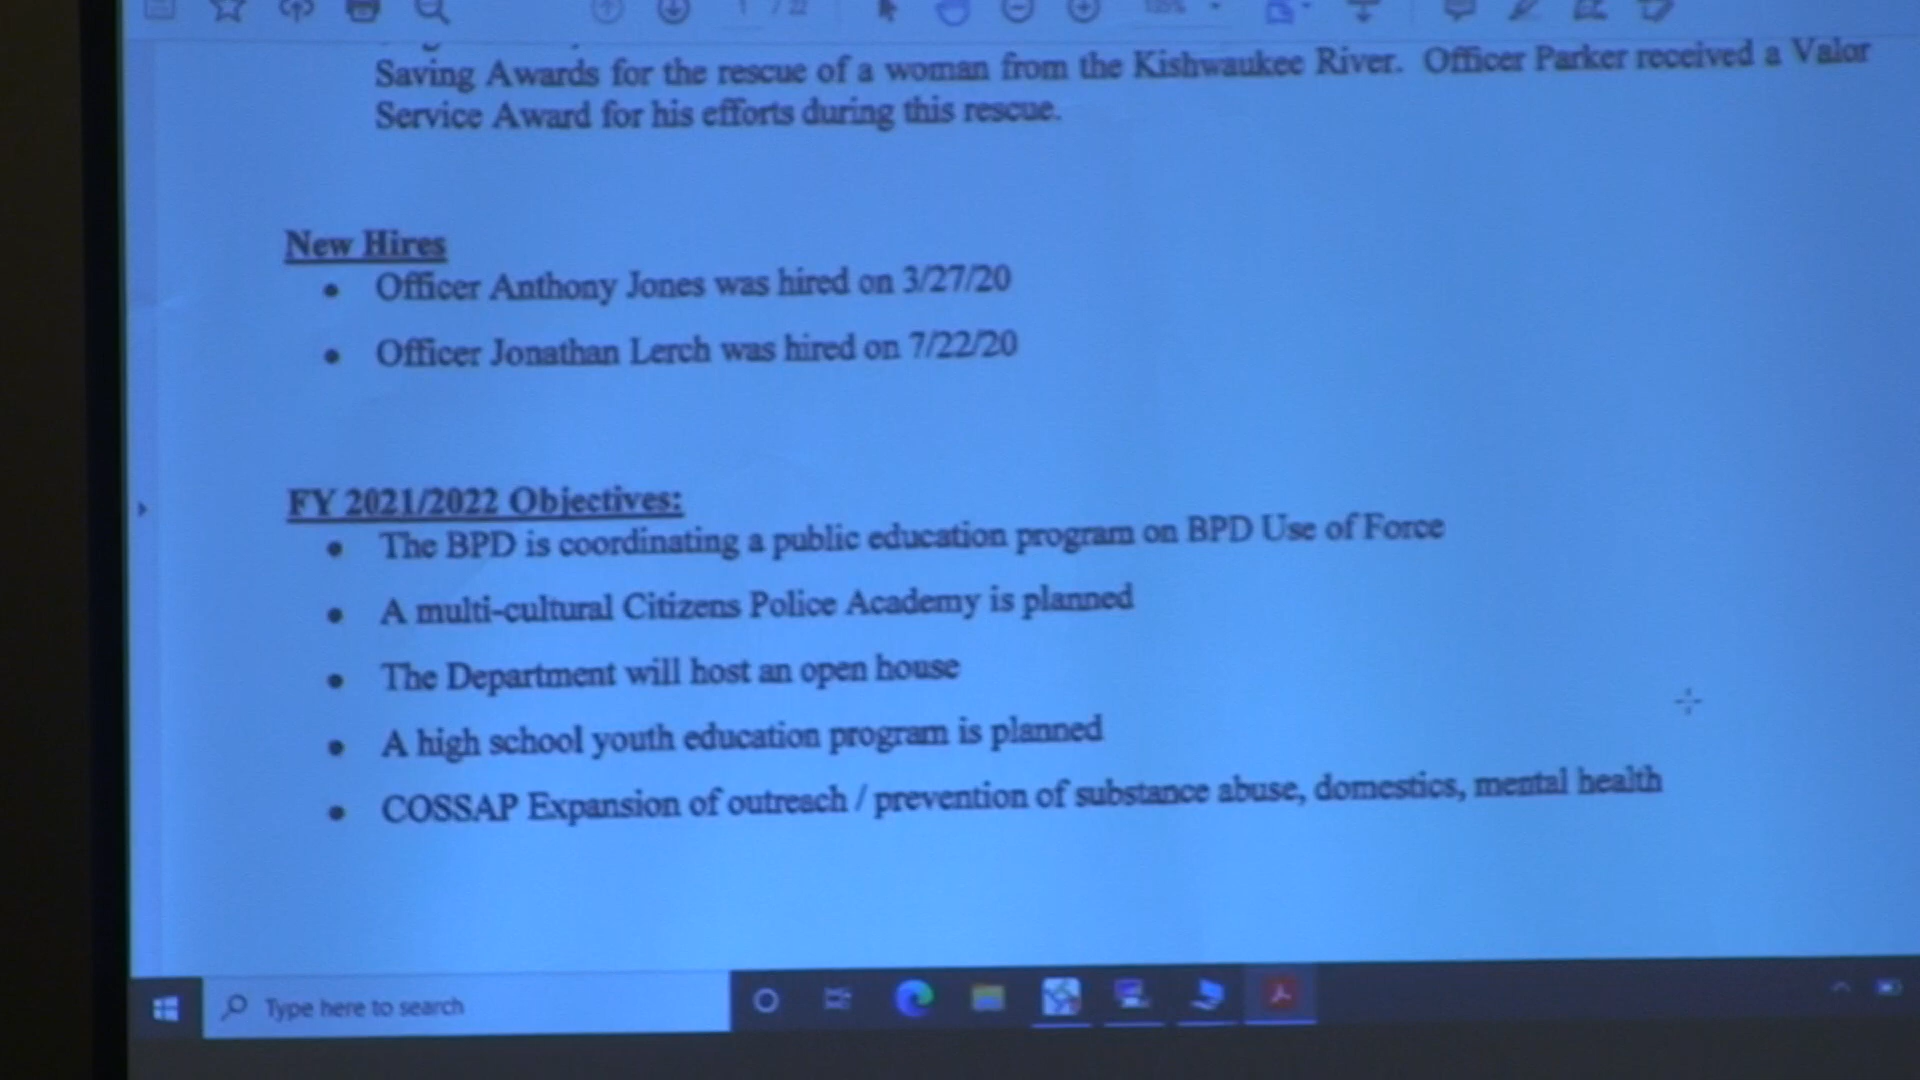 Saving Awards for the rescue of a woman from the Kishwaukee River. Officer Parker received a Valor
Service Award for his efforts during this rescue.
New Hires
• Officer Anthony Jones was hired on 3/27/20
• Officer Jonathan Lerch was hired on 7/22/20
FY 2021/2022 Objectives:
• The BPD is coordinating a public education program on BPD Use of Force
• A multi-cultural Citizens Police Academy is planned
• The Department will host an open house
• A high school youth education program is planned
• COSSAP Expansion of outreach / prevention of substance abuse, domestics, mental health
Type here to search